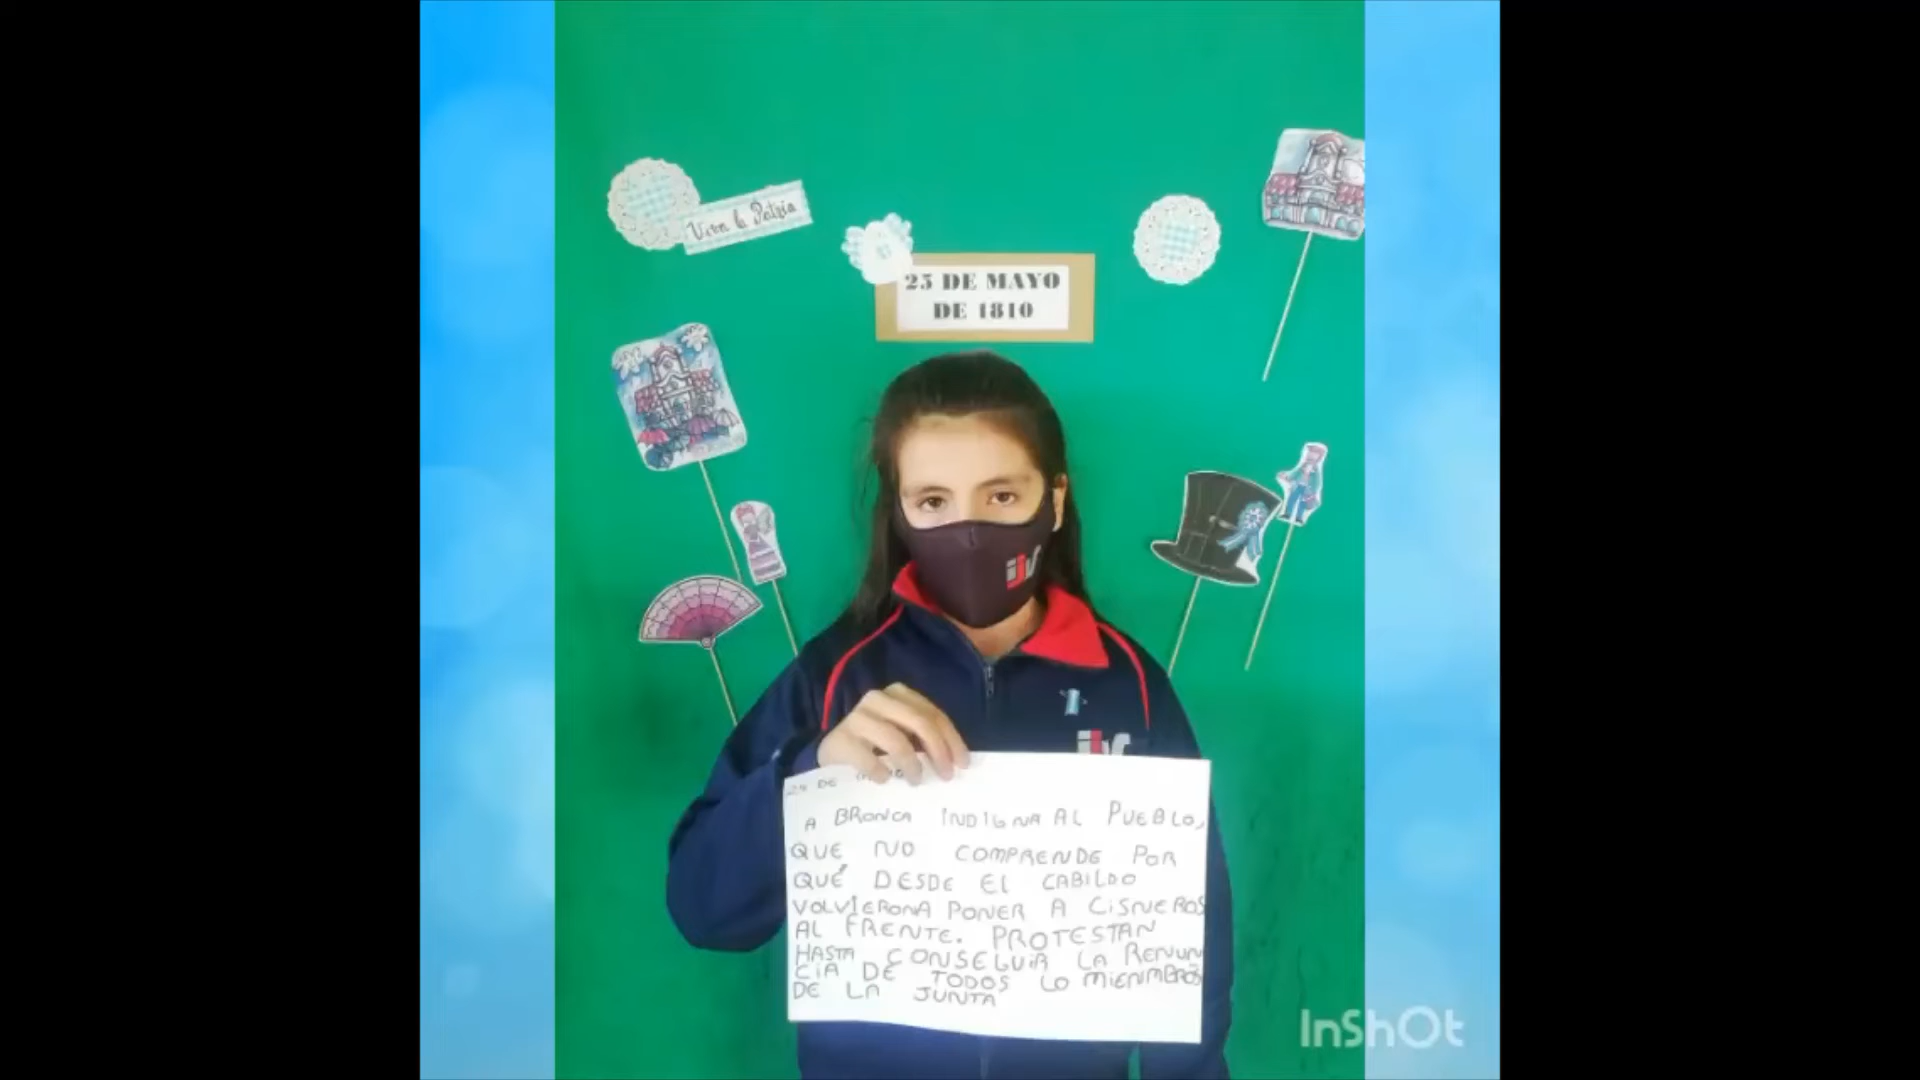 Viva la Patria
25 DE MAYO
DE 1810
DE
A BRONCA INDIGNA AL PUEBLO,
QUE NO COMPRENDE POR
QUÉ DESDE EL CABILDO
VOLVIERON A PONER A CISNEROS
AL FRENTE. PROTESTAN
HASTA CONSEGUIR LA RENUN
CIA DE TODOS LO MIENMBROS
DE LA JUNTA
InShOt